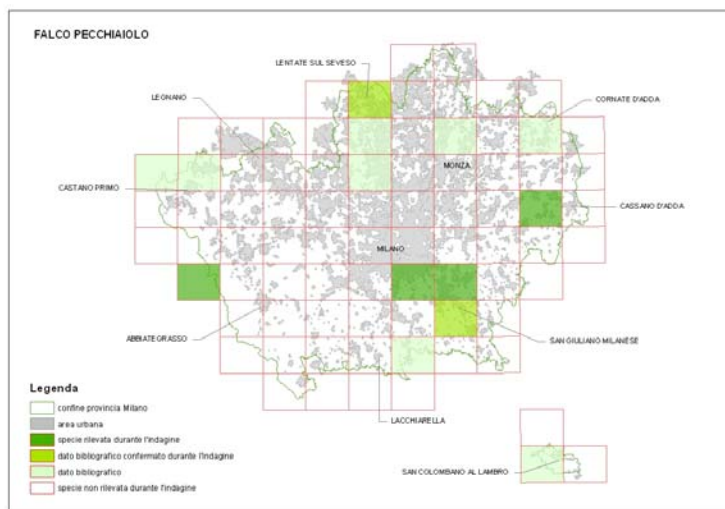 FALCO PECCHIAIOLO
LENTATE SUL SEVESO
LEGNANO
CORNATE D'ADDA
MONZA
CASTANO PRIMO
CASSANO D'ADDA
MILANO
ABBIATEGRASSO
SAN GIULIANO MILANESE
Legenda
confine provincia Milano
area urbana
LACCHIARELLA
specie rilevata durante l'indagine
dato bibliografico confermato durante l'indagine
dato bibliografico
SAN COLOMBANO AL LAMBRO
specie non rilevata durante l'indagine